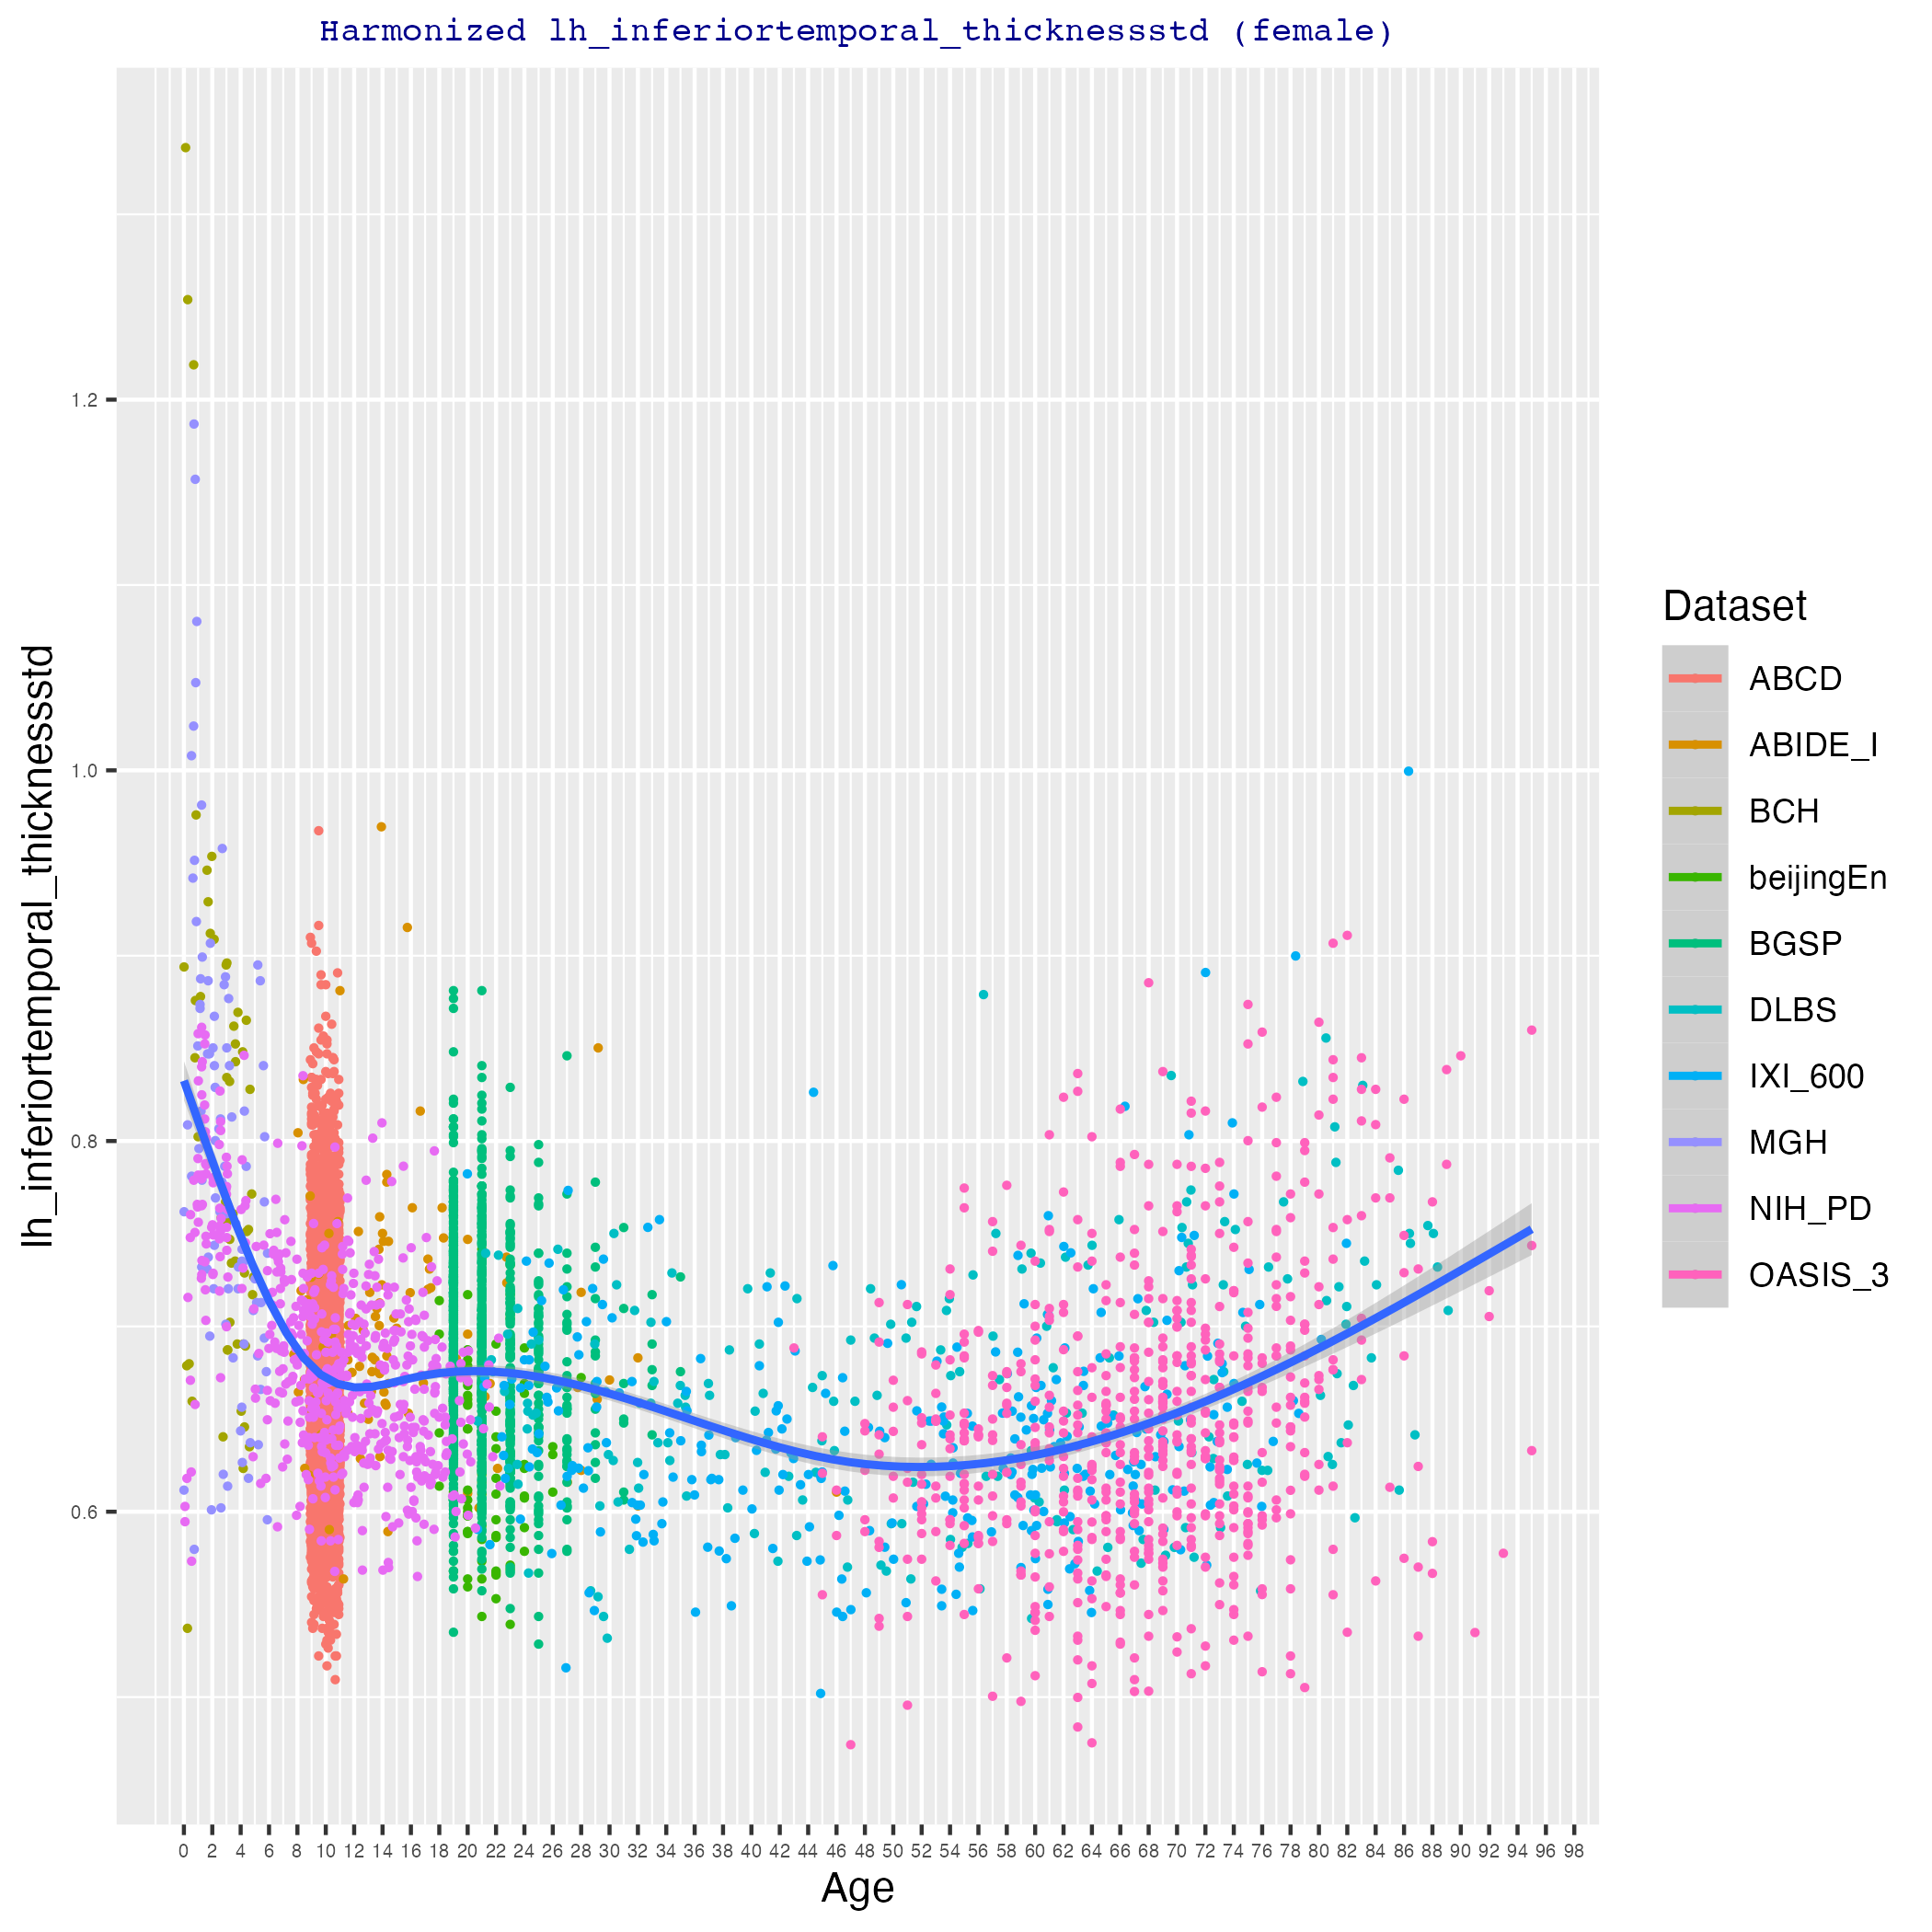 Harmonized lh_inferiortemporal_thicknessstd (female)
lh_inferiortemporal_thicknessstd
1.2
1.0
0.8
0.6
0 2 4 6 8 10 12 14 16 18 20 22 24 26 28 30 32 34 36 38 40 42 44 46 48 50 52 54 56 58 60 62 64 66 68 70 72 74 76 78 80 82 84 86 88 90 92 94 96 98
Age
Dataset
ABCD
ABIDE_I
BCH
beijingEn
BGSP
DLBS
IXI_600
MGH
NIH_PD
OASIS_3